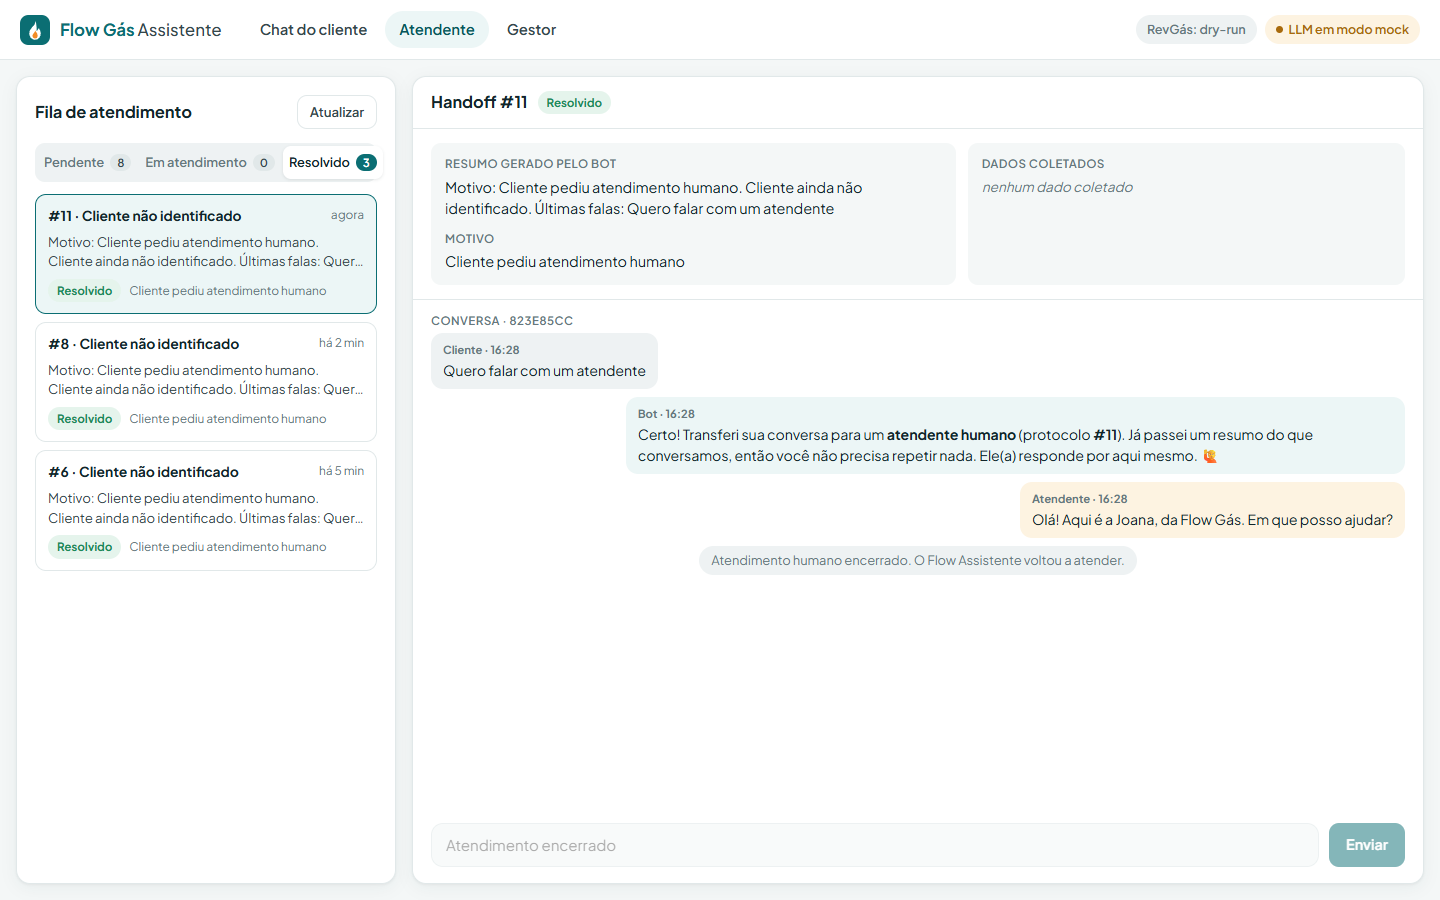 Flow Gás Assistente
Chat do cliente
Atendente
Gestor
RevGás: dry-run
LLM em modo mock
Fila de atendimento
Atualizar
Pendente 8
Em atendimento 0
Resolvido 3
#11 · Cliente não identificado
agora
Motivo: Cliente pediu atendimento humano.
Cliente ainda não identificado. Últimas falas: Quer...
Resolvido
Cliente pediu atendimento humano
#8 · Cliente não identificado
há 2 min
Motivo: Cliente pediu atendimento humano.
Cliente ainda não identificado. Últimas falas: Quer...
Resolvido
Cliente pediu atendimento humano
#6 · Cliente não identificado
há 5 min
Motivo: Cliente pediu atendimento humano.
Cliente ainda não identificado. Últimas falas: Quer...
Resolvido
Cliente pediu atendimento humano
Handoff #11
Resolvido
RESUMO GERADO PELO BOT
Motivo: Cliente pediu atendimento humano. Cliente ainda não
identificado. Últimas falas: Quero falar com um atendente
MOTIVO
Cliente pediu atendimento humano
DADOS COLETADOS
nenhum dado coletado
CONVERSA · 823E85CC
Cliente · 16:28
Quero falar com um atendente
Bot · 16:28
Certo! Transferi sua conversa para um atendente humano (protocolo #11). Já passei um resumo do que
conversamos, então você não precisa repetir nada. Ele(a) responde por aqui mesmo.
Atendente · 16:28
Olá! Aqui é a Joana, da Flow Gás. Em que posso ajudar?
Atendimento humano encerrado. O Flow Assistente voltou a atender.
Atendimento encerrado
Enviar